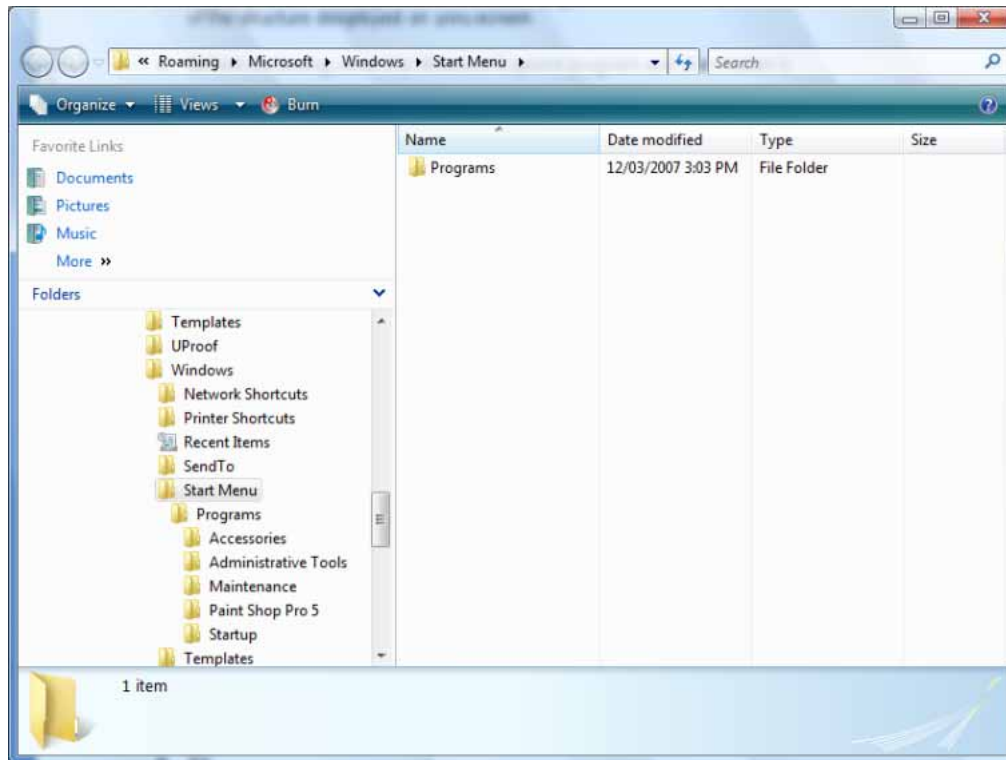 « Roaming Microsoft Windows Start Menu Search
Organize Views Burn
Favorite Links
Documents
Pictures
Music
More »
Folders
Templates
UProof
Windows
Network Shortcuts
Printer Shortcuts
Recent Items
SendTo
Start Menu
Programs
Accessories
Administrative Tools
Maintenance
Paint Shop Pro 5
Startup
Templates
Name Date modified Type Size
Programs 12/03/2007 3:03 PM File Folder
1 item